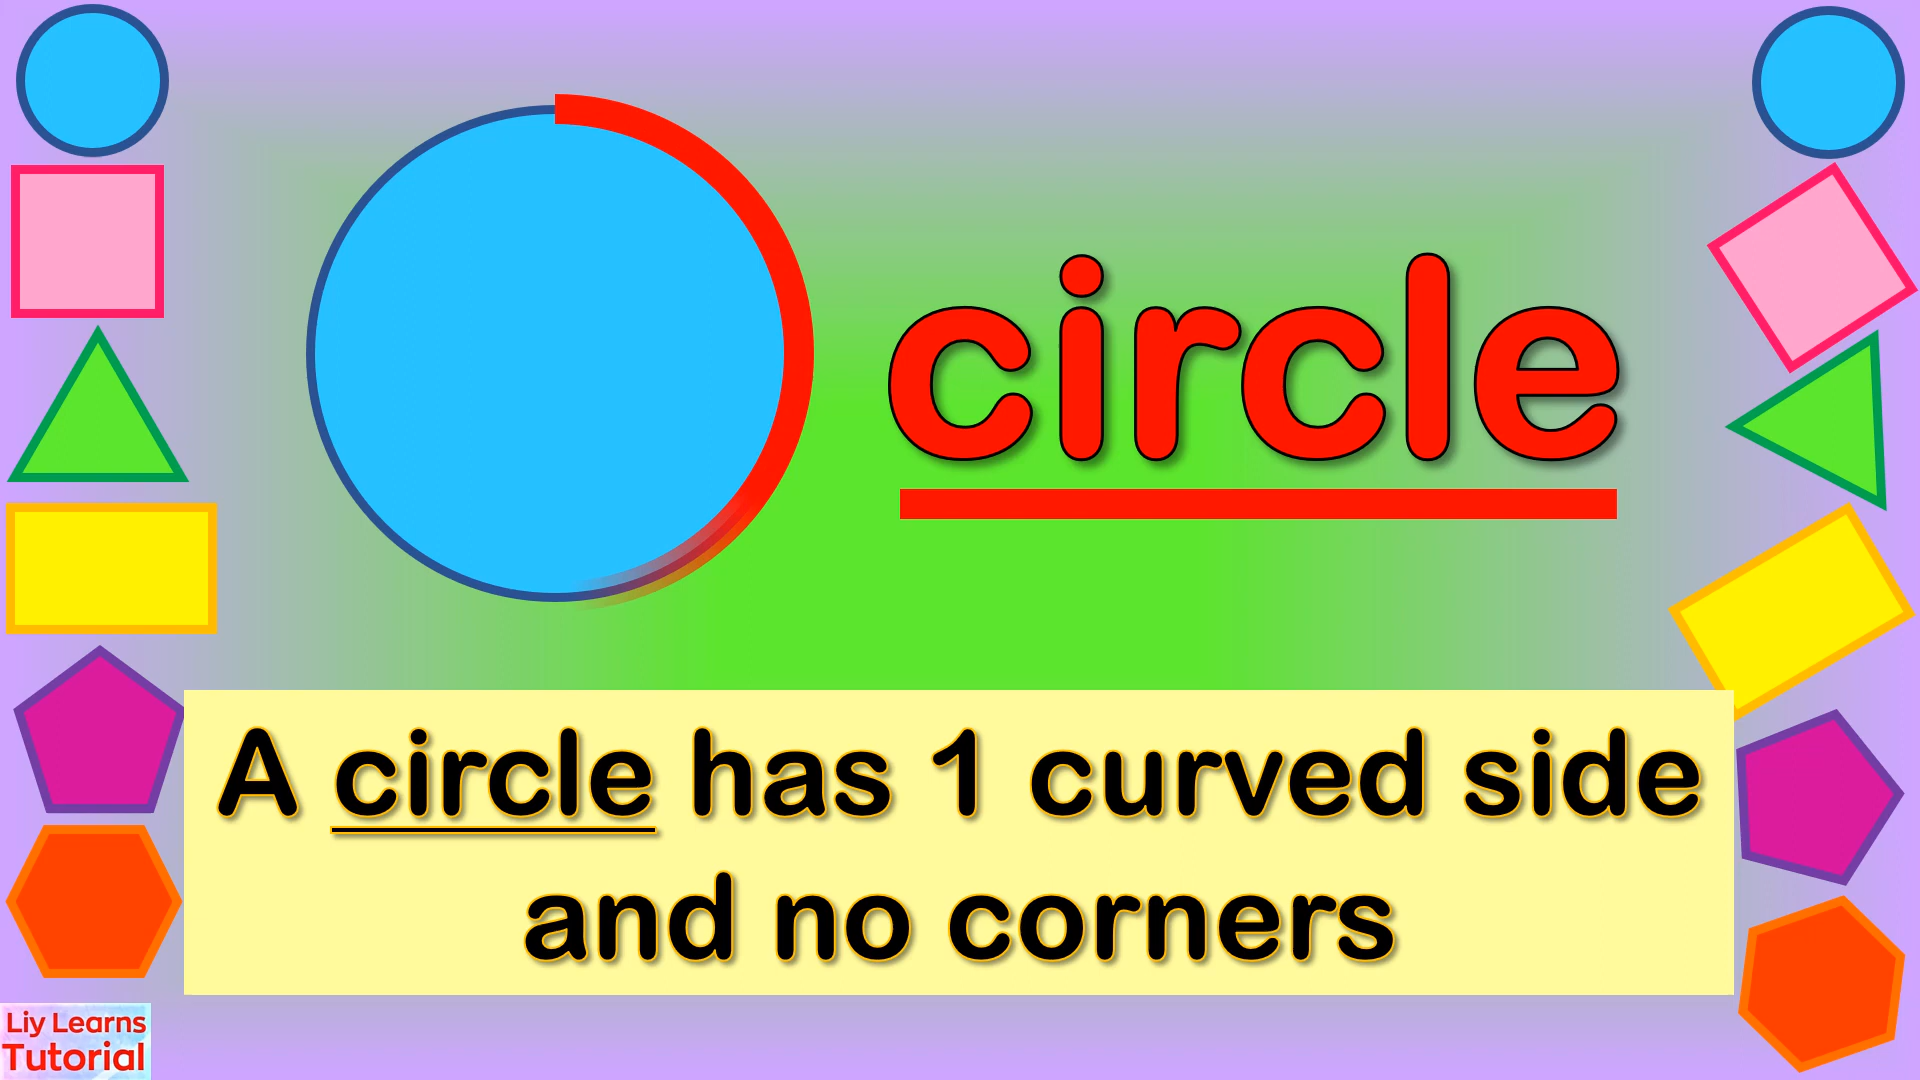 circle
A circle has 1 curved side
and no corners
Liy Learns
Tutorial